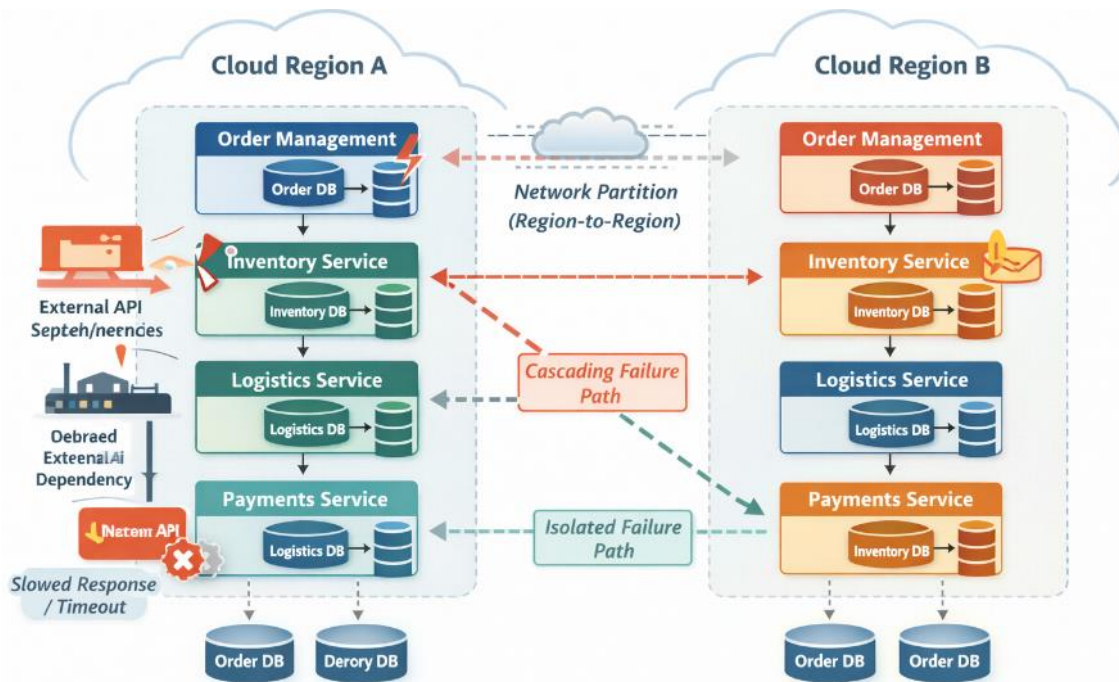 Cloud Region A
Cloud Region B
Order Management
Order DB
Network Partition
(Region-to-Region)
Order Management
Order DB
External API
Septeh/nerncies
Inventory Service
Inventory DB
Inventory Service
Inventory DB
Cascading Failure
Path
Logistics Service
Logistics DB
Logistics Service
Logistics DB
Oebraed
ExteenalAi
Dependency
Payments Service
Logistics DB
Isolated Failure
Path
Payments Service
Inventory DB
API
Slowed Response
/ Timeout
Order DB
Derory DB
Order DB
Order DB